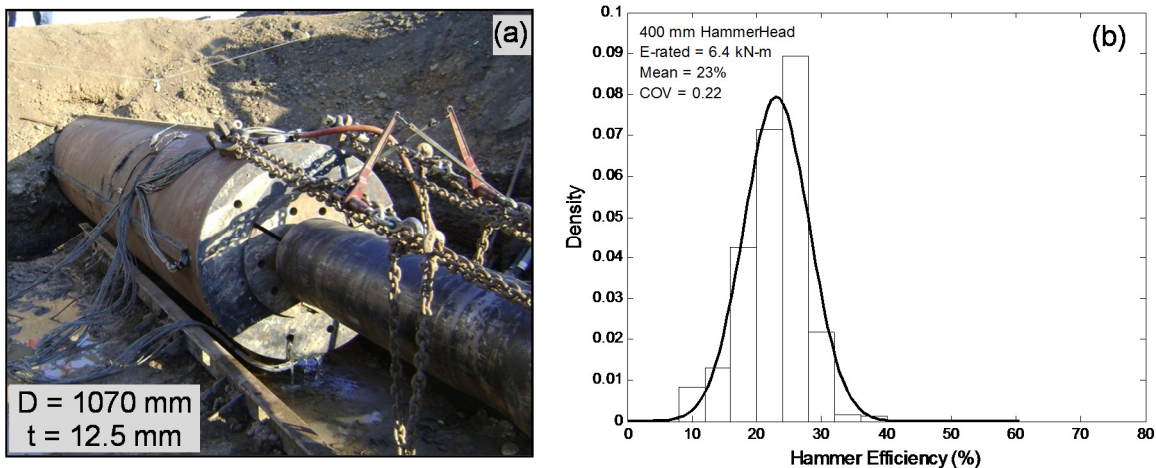 (a)
D = 1070 mm
t = 12.5 mm
(b)
400 mm HammerHead
E-rated = 6.4 kN-m
Mean = 23%
COV = 0.22
Density
0.1
0.09
0.08
0.07
0.06
0.05
0.04
0.03
0.02
0.01
0
0 10 20 30 40 50 60 70 80
Hammer Efficiency (%)